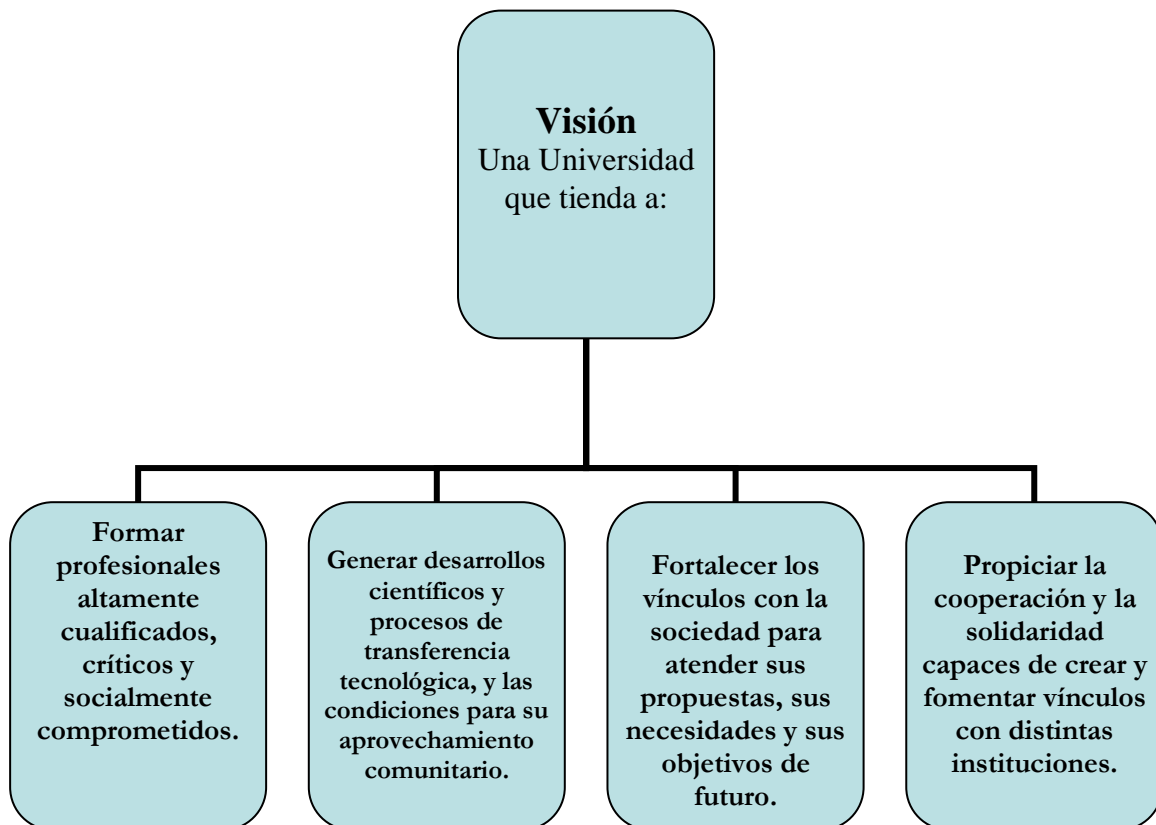 Visión
Una Universidad
que tienda a:
Formar
profesionales
altamente
cualificados,
críticos y
socialmente
comprometidos.
Generar desarrollos
científicos y
procesos de
transferencia
tecnológica, y las
condiciones para su
aprovechamiento
comunitario.
Fortalecer los
vínculos con la
sociedad para
atender sus
propuestas, sus
necesidades y sus
objetivos de
futuro.
Propiciar la
cooperación y la
solidaridad
capaces de crear y
fomentar vínculos
con distintas
instituciones.